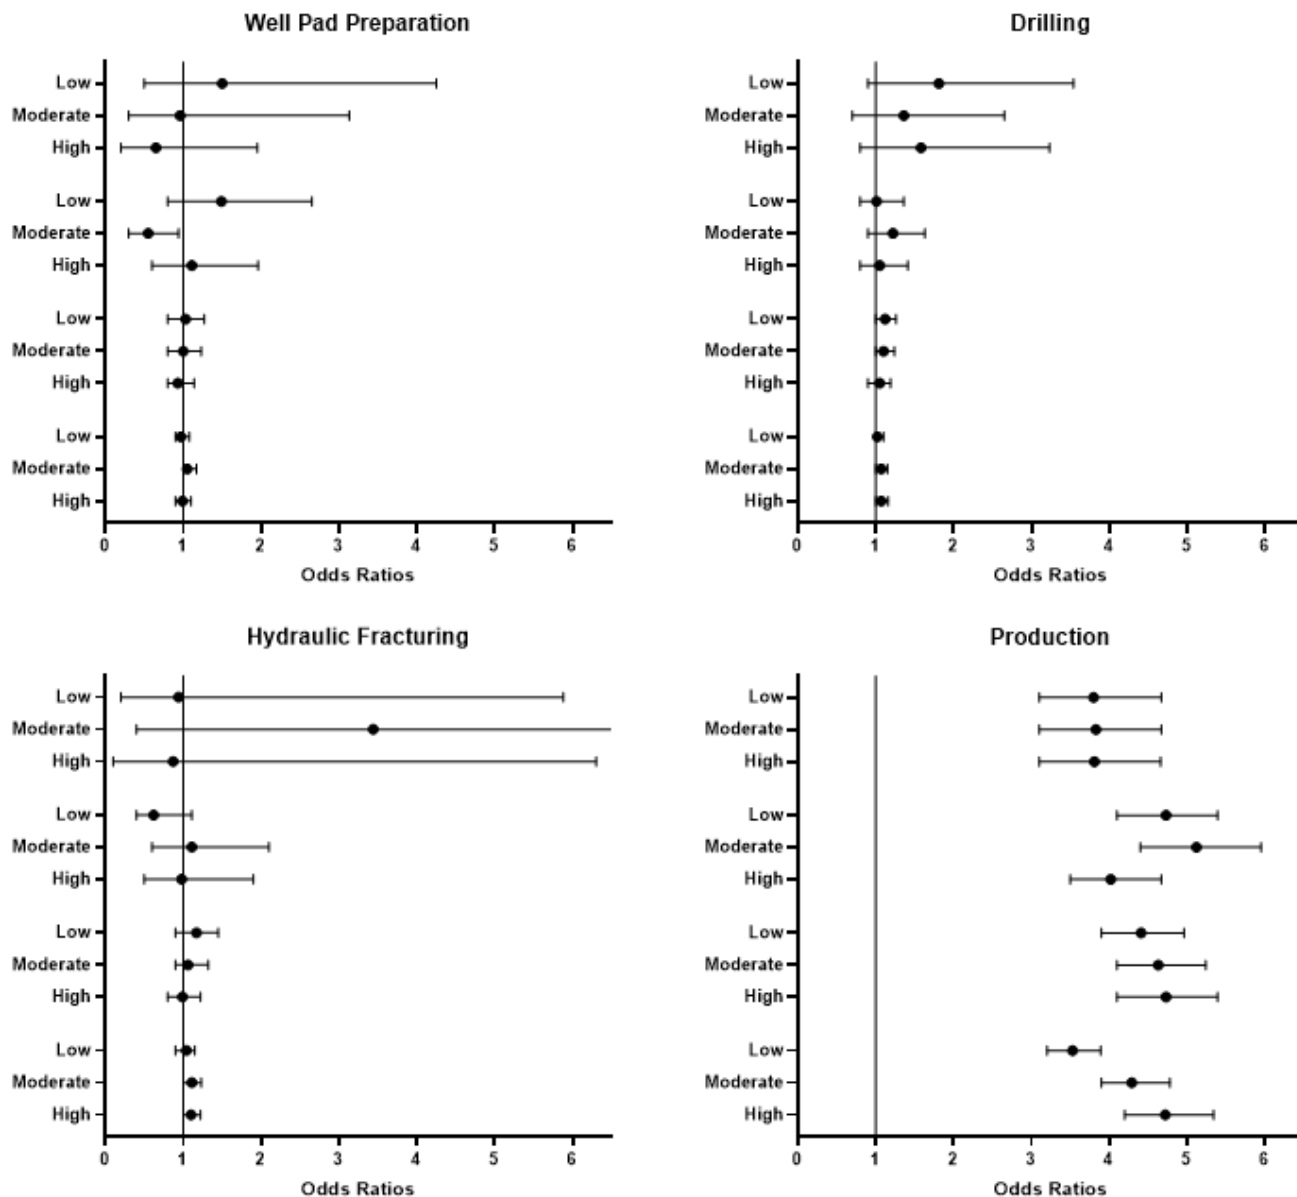 Well Pad Preparation
Low
Moderate
High
Low
Moderate
High
Low
Moderate
High
Low
Moderate
High
0 1 2 3 4 5 6
Odds Ratios
Drilling
Low
Moderate
High
Low
Moderate
High
Low
Moderate
High
Low
Moderate
High
0 1 2 3 4 5 6
Odds Ratios
Hydraulic Fracturing
Low
Moderate
High
Low
Moderate
High
Low
Moderate
High
Low
Moderate
High
0 1 2 3 4 5 6
Odds Ratios
Production
Low
Moderate
High
Low
Moderate
High
Low
Moderate
High
Low
Moderate
High
0 1 2 3 4 5 6
Odds Ratios